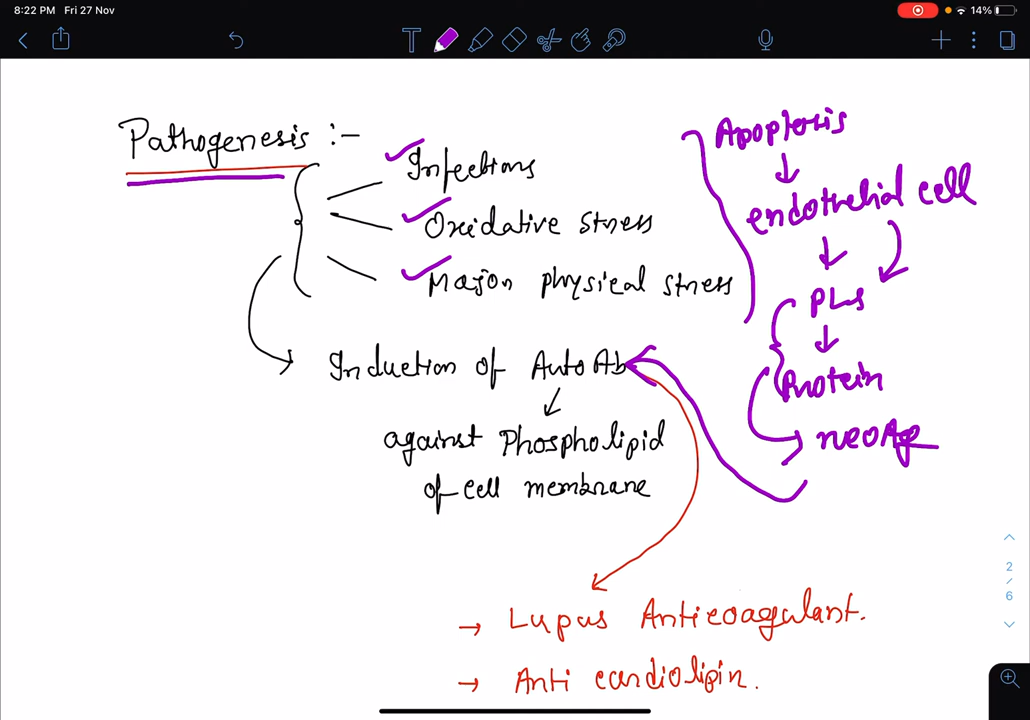 8:22 PM Fri 27 Nov
14%
Pathogenesis :-
Infections
Oxidative stress
Major physical stress
Induction of Auto Ab
against Phospholipid
of cell membrane
Apoptosis
endothelial cell
PLs
Protein
neoAg
→ Lupus Anticoagulant.
→ Anti cardiolipin.
2
/
6